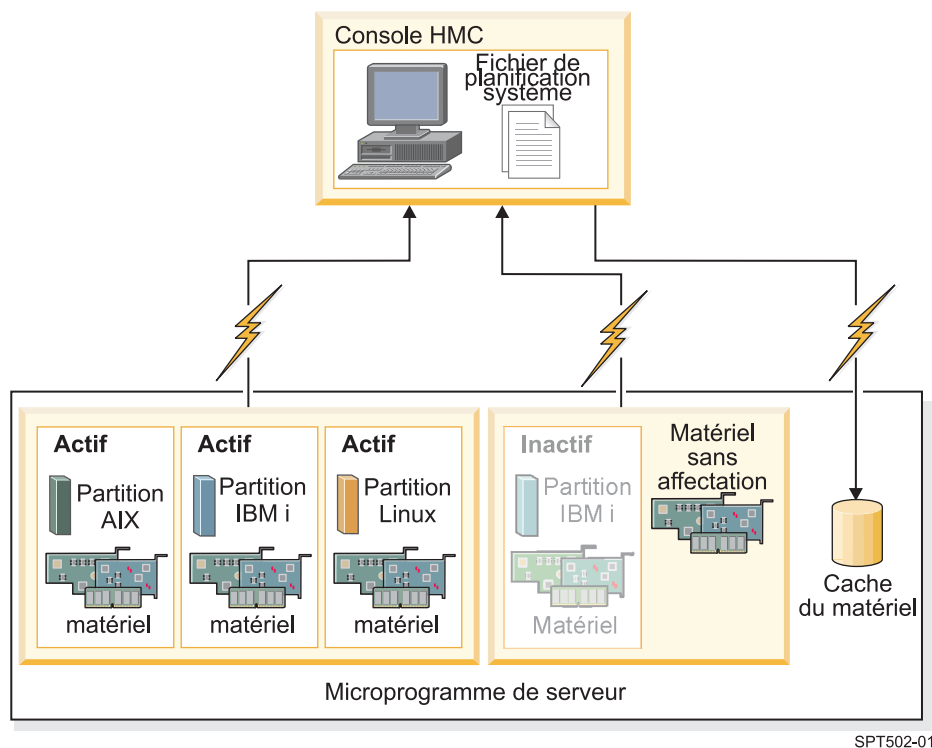 Console HMC
Fichier de
planification
système
Actif
Partition
AIX
matériel
Actif
Partition
IBM i
matériel
Actif
Partition
Linux
matériel
Inactif
Partition
IBM i
Matériel
Matériel
sans
affectation
Cache
du matériel
Microprogramme de serveur
SPT502-01